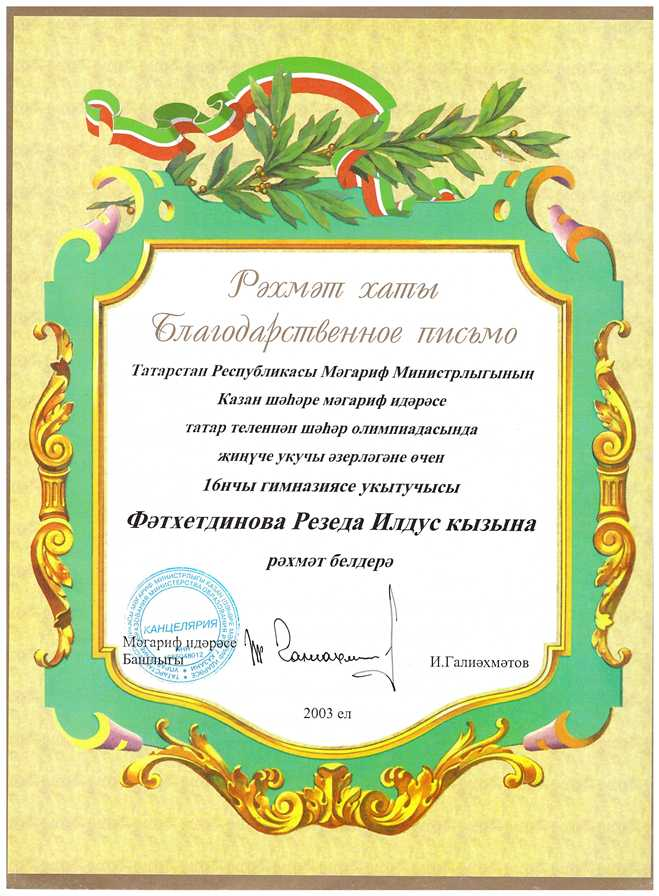 Рәхмәт хаты
Благодарственное письмо
Татарстан Республикасы Мәгариф Министрлыгының
Казан шәһәре мәгариф идарәсе
татар теленнән шәһәр олимпиадасында
җиңүче укучы әзерләгәне өчен
16нчы гимназиясе укытучысы
Фәтхетдинова Резеда Илдус кызына
рәхмәт белдерә
КАНЦЕЛЯРИЯ
Мәгариф идарәсе
Башлыгы
И.Галиәхмәтов
2003 ел